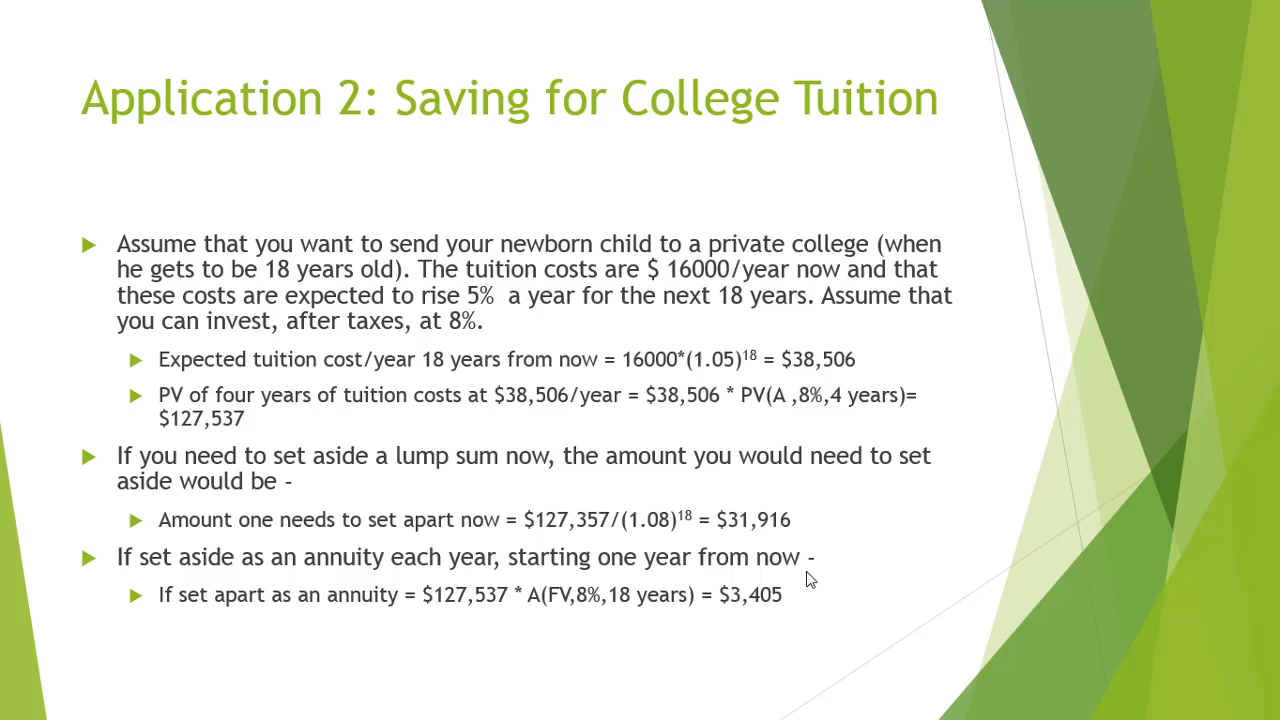 Application 2: Saving for College Tuition
Assume that you want to send your newborn child to a private college (when
he gets to be 18 years old). The tuition costs are $ 16000/year now and that
these costs are expected to rise 5% a year for the next 18 years. Assume that
you can invest, after taxes, at 8%.
Expected tuition cost/year 18 years from now = 16000*(1.05)¹⁸ = $38,506
PV of four years of tuition costs at $38,506/year = $38,506 * PV(A ,8%,4 years)=
$127,537
If you need to set aside a lump sum now, the amount you would need to set
aside would be -
Amount one needs to set apart now = $127,357/(1.08)¹⁸ = $31,916
If set aside as an annuity each year, starting one year from now -
If set apart as an annuity = $127,537 * A(FV,8%,18 years) = $3,405